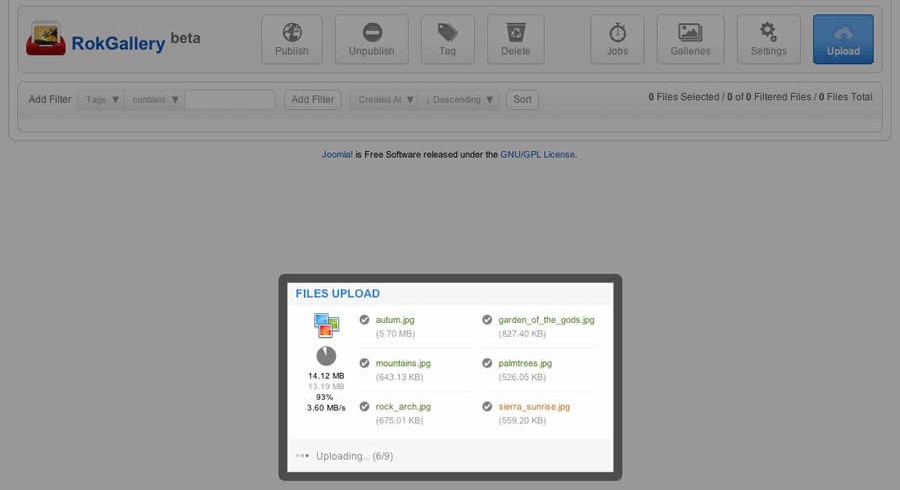 RokGallery beta
Publish Unpublish Tag Delete Jobs Galleries Settings Upload
Add Filter Tags ▼ contains ▼ Add Filter Created At ▼ ↓ Descending ▼ Sort 0 Files Selected / 0 of 0 Filtered Files / 0 Files Total
Joomla! is Free Software released under the GNU/GPL License.
FILES UPLOAD
autum.jpg
(5.70 MB)
garden_of_the_gods.jpg
(827.40 KB)
mountains.jpg
(643.13 KB)
palmtrees.jpg
(526.05 KB)
14.12 MB
13.19 MB
93%
3.60 MB/s
rock_arch.jpg
(675.01 KB)
sierra_sunrise.jpg
(559.20 KB)
Uploading... (6/9)